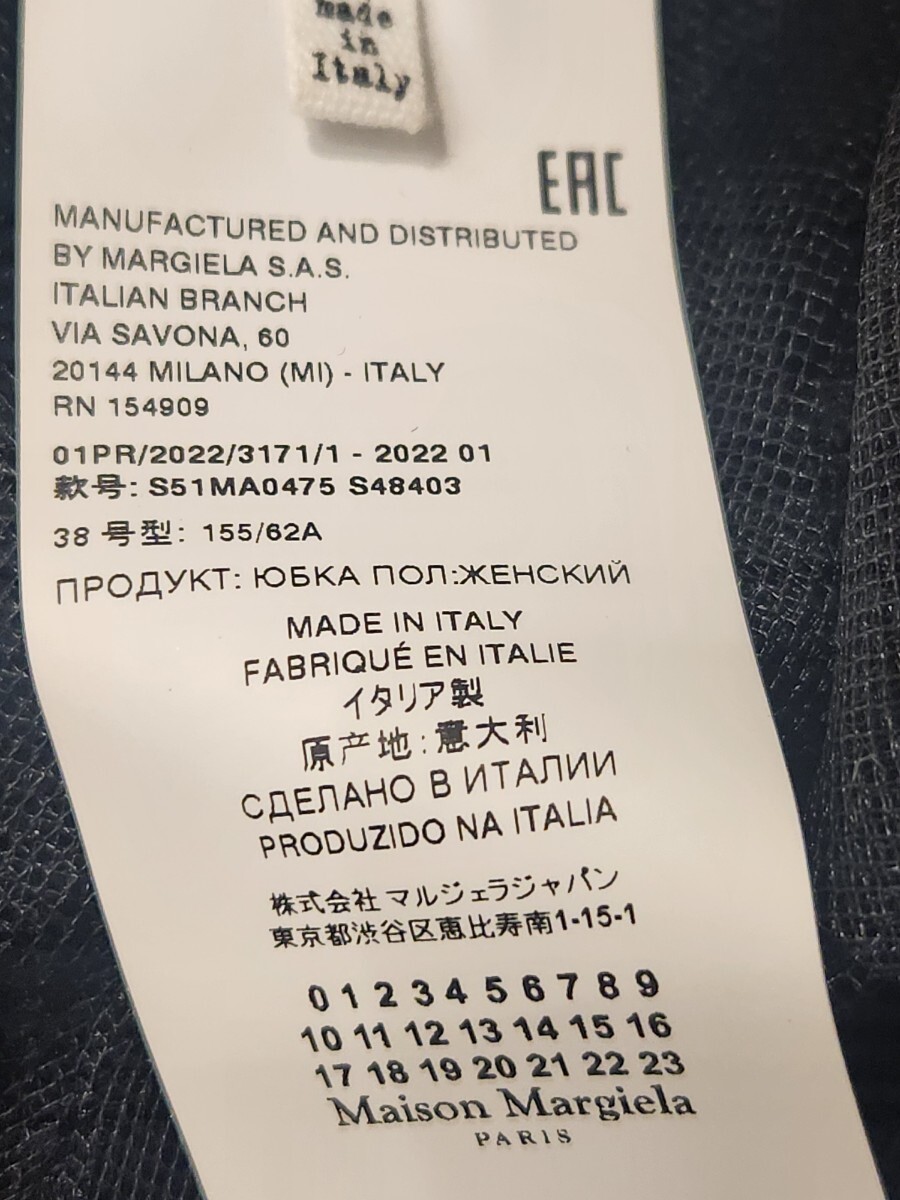 made
in
Italy
EAC
MANUFACTURED AND DISTRIBUTED
BY MARGIELA S.A.S.
ITALIAN BRANCH
VIA SAVONA, 60
20144 MILANO (MI) - ITALY
RN 154909
01PR/2022/3171/1 - 2022 01
款号: S51MA0475 S48403
38 号型: 155/62A
ПРОДУКТ: ЮБКА ПОЛ:ЖЕНСКИЙ
MADE IN ITALY
FABRIQUÉ EN ITALIE
イタリア製
原产地:意大利
СДЕЛАНО В ИТАЛИИ
PRODUZIDO NA ITALIA
株式会社 マルジェラジャパン
東京都渋谷区恵比寿南1-15-1
0 1 2 3 4 5 6 7 8 9
10 11 12 13 14 15 16
17 18 19 20 21 22 23
Maison Margiela
PARIS